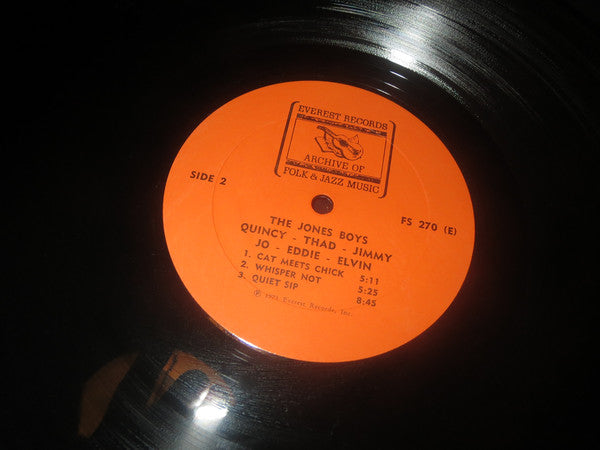 EVEREST RECORDS
ARCHIVE OF
FOLK & JAZZ MUSIC
SIDE 2
FS 270 (E)
THE JONES BOYS
QUINCY - THAD - JIMMY
JO - EDDIE - ELVIN
1. CAT MEETS CHICK 5:11
2. WHISPER NOT 5:25
3. QUIET SIP 8:45
℗ Everest Records, Inc.